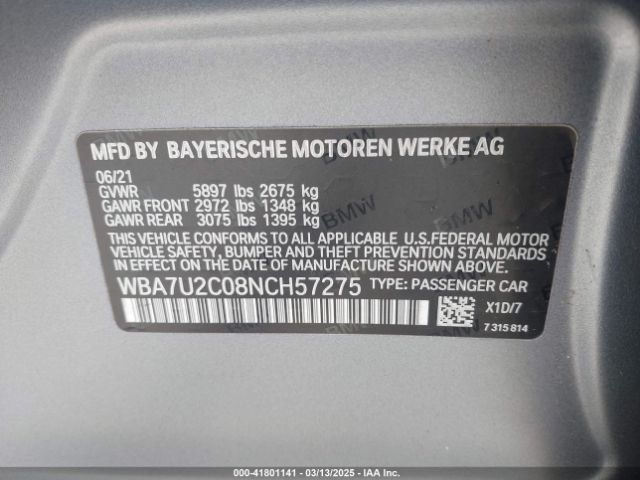 MFD BY BAYERISCHE MOTOREN WERKE AG
06/21
GVWR 5897 lbs 2675 kg
GAWR FRONT 2972 lbs 1348 kg
GAWR REAR 3075 lbs 1395 kg
THIS VEHICLE CONFORMS TO ALL APPLICABLE U.S.FEDERAL MOTOR
VEHICLE SAFETY, BUMPER, AND THEFT PREVENTION STANDARDS
IN EFFECT ON THE DATE OF MANUFACTURE SHOWN ABOVE.
WBA7U2C08NCH57275 TYPE: PASSENGER CAR
X1D/7
7 315 814
000-41801141 - 03/13/2025 - IAAI.COM